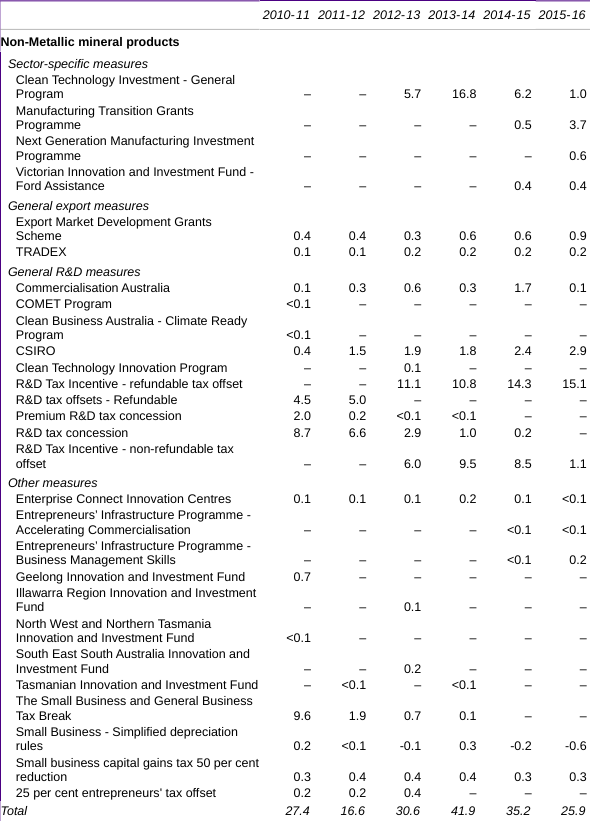 2010-11 2011-12 2012-13 2013-14 2014-15 2015-16
Non-Metallic mineral products
Sector-specific measures
Clean Technology Investment - General
Program – – 5.7 16.8 6.2 1.0
Manufacturing Transition Grants
Programme – – – – 0.5 3.7
Next Generation Manufacturing Investment
Programme – – – – – 0.6
Victorian Innovation and Investment Fund -
Ford Assistance – – – – 0.4 0.4
General export measures
Export Market Development Grants
Scheme 0.4 0.4 0.3 0.6 0.6 0.9
TRADEX 0.1 0.1 0.2 0.2 0.2 0.2
General R&D measures
Commercialisation Australia 0.1 0.3 0.6 0.3 1.7 0.1
COMET Program <0.1 – – – – –
Clean Business Australia - Climate Ready
Program <0.1 – – – – –
CSIRO 0.4 1.5 1.9 1.8 2.4 2.9
Clean Technology Innovation Program – – 0.1 – – –
R&D Tax Incentive - refundable tax offset – – 11.1 10.8 14.3 15.1
R&D tax offsets - Refundable 4.5 5.0 – – – –
Premium R&D tax concession 2.0 0.2 <0.1 <0.1 – –
R&D tax concession 8.7 6.6 2.9 1.0 0.2 –
R&D Tax Incentive - non-refundable tax
offset – – 6.0 9.5 8.5 1.1
Other measures
Enterprise Connect Innovation Centres 0.1 0.1 0.1 0.2 0.1 <0.1
Entrepreneurs' Infrastructure Programme -
Accelerating Commercialisation – – – – <0.1 <0.1
Entrepreneurs' Infrastructure Programme -
Business Management Skills – – – – <0.1 0.2
Geelong Innovation and Investment Fund 0.7 – – – – –
Illawarra Region Innovation and Investment
Fund – – 0.1 – – –
North West and Northern Tasmania
Innovation and Investment Fund <0.1 – – – – –
South East South Australia Innovation and
Investment Fund – – 0.2 – – –
Tasmanian Innovation and Investment Fund – <0.1 – <0.1 – –
The Small Business and General Business
Tax Break 9.6 1.9 0.7 0.1 – –
Small Business - Simplified depreciation
rules 0.2 <0.1 -0.1 0.3 -0.2 -0.6
Small business capital gains tax 50 per cent
reduction 0.3 0.4 0.4 0.4 0.3 0.3
25 per cent entrepreneurs' tax offset 0.2 0.2 0.4 – – –
Total 27.4 16.6 30.6 41.9 35.2 25.9